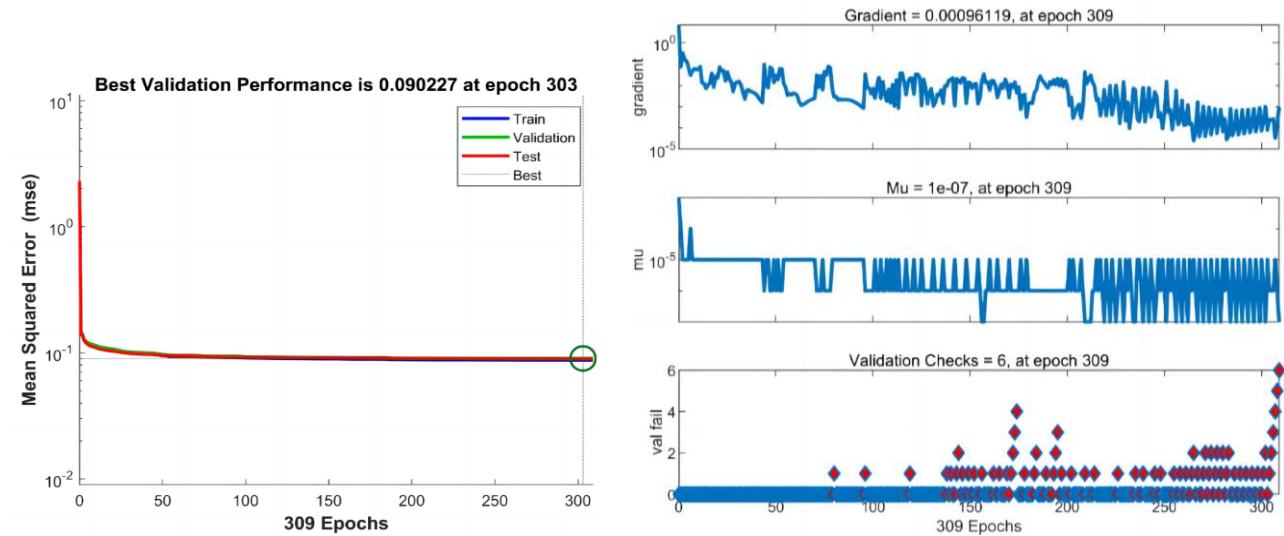 Best Validation Performance is 0.090227 at epoch 303
Mean Squared Error (mse)
10^1
10^0
10^-1
10^-2
Train
Validation
Test
Best
0 50 100 150 200 250 300
309 Epochs
Gradient = 0.00096119, at epoch 309
gradient
10^0
10^-5
Mu = 1e-07, at epoch 309
mu
10^-5
Validation Checks = 6, at epoch 309
val fail
6
4
2
0
0 50 100 150 200 250 300
309 Epochs